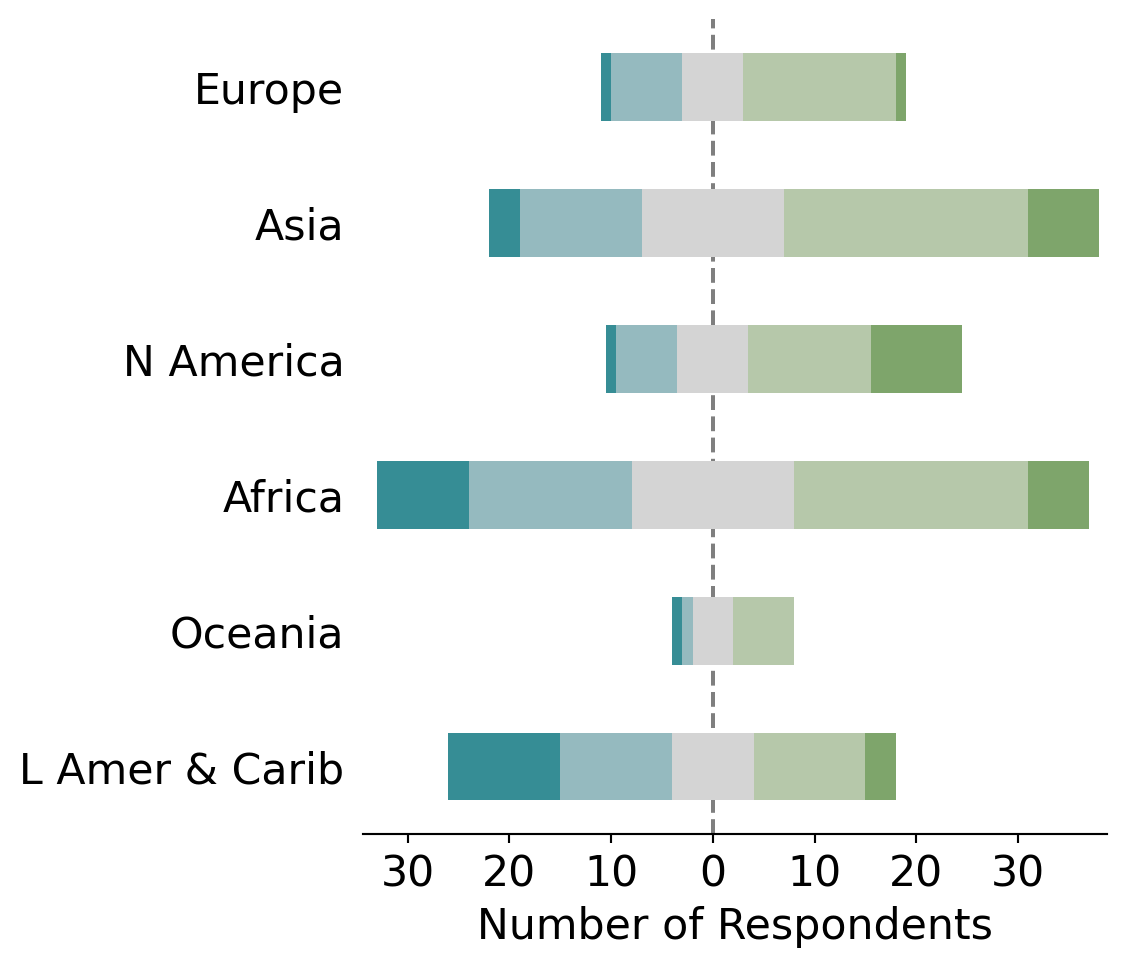 Europe
Asia
N America
Africa
Oceania
L Amer & Carib
30 20 10 0 10 20 30
Number of Respondents